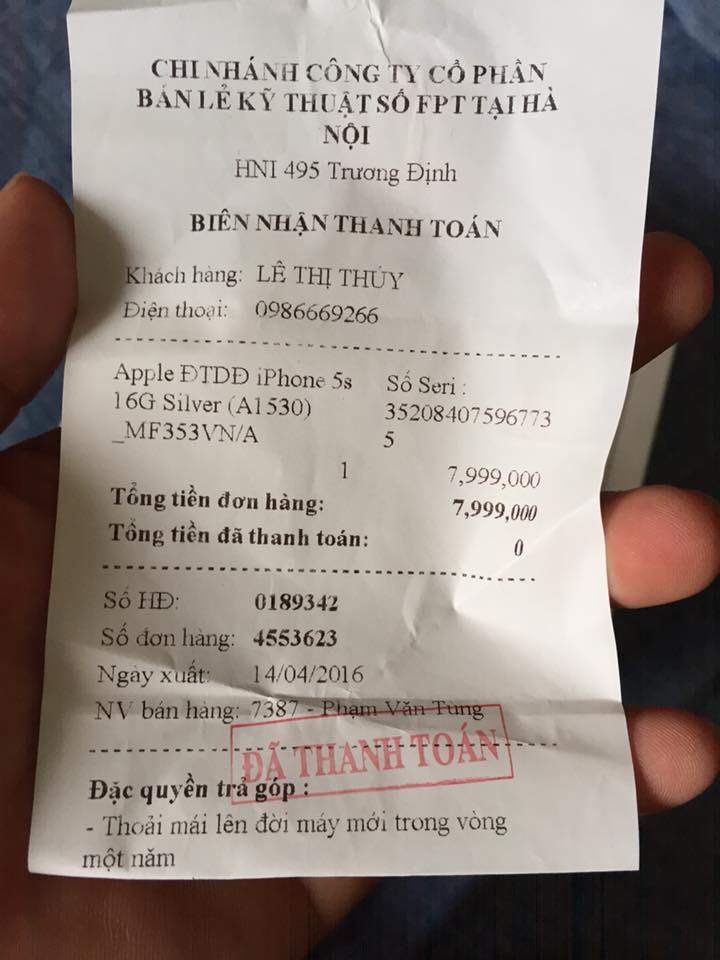 CHI NHÁNH CÔNG TY CỔ PHẦN
BÁN LẺ KỸ THUẬT SỐ FPT TẠI HÀ
NỘI
HNI 495 Trương Định
BIÊN NHẬN THANH TOÁN
Khách hàng: LÊ THỊ THÚY
Điện thoại: 0986669266
Apple ĐTDĐ iPhone 5s Số Seri :
16G Silver (A1530) 35208407596773
_MF353VN/A 5
1 7,999,000
Tổng tiền đơn hàng: 7,999,000
Tổng tiền đã thanh toán: 0
Số HĐ: 0189342
Số đơn hàng: 4553623
Ngày xuất: 14/04/2016
NV bán hàng: 7387 - Phạm Văn Tung
ĐÃ THANH TOÁN
Đặc quyền trả góp :
- Thoải mái lên đời máy mới trong vòng
một năm